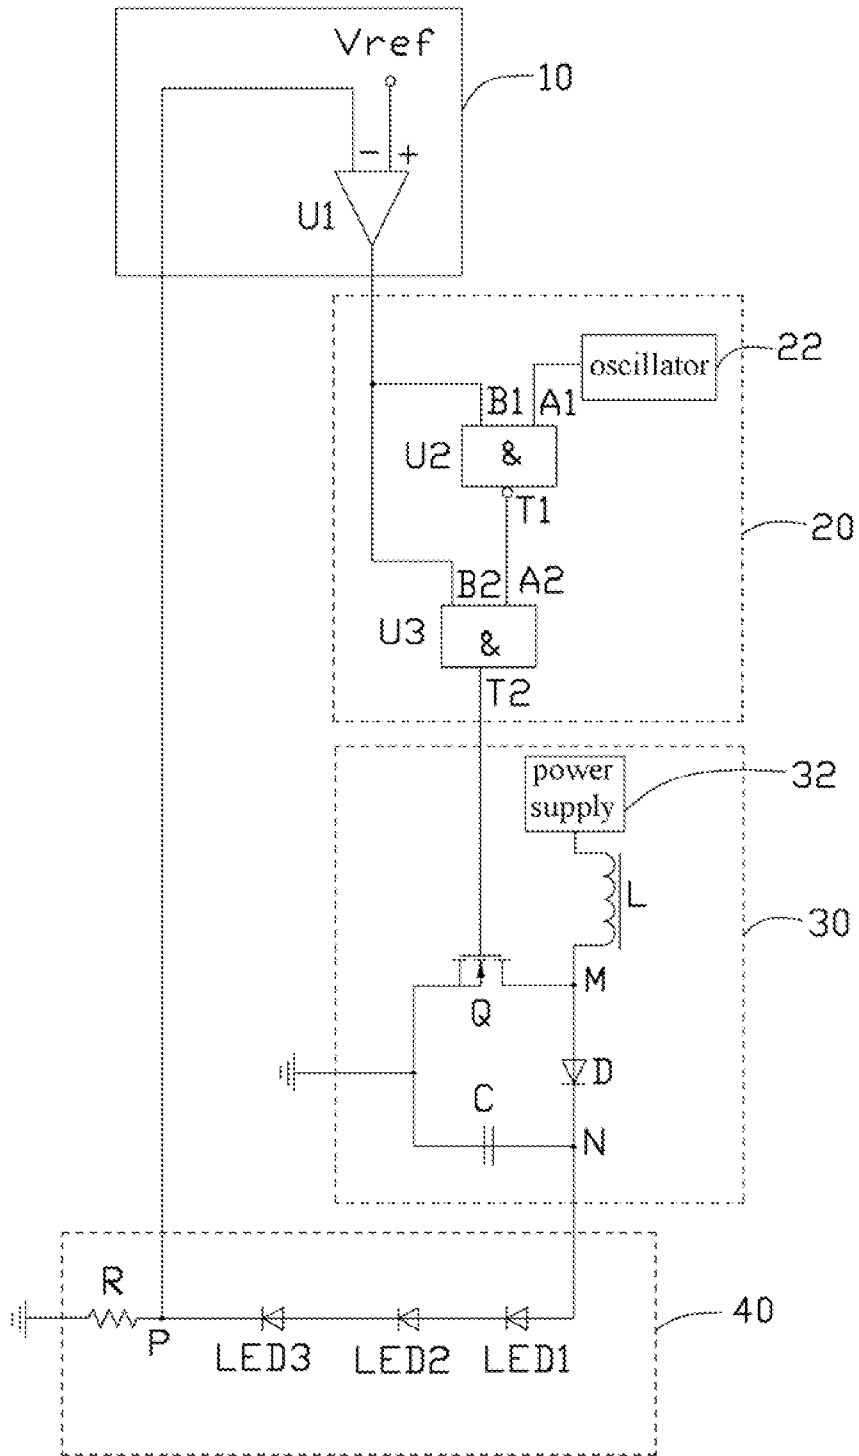 Vref
10
- +
U1
oscillator
22
B1 A1
U2
&
T1
20
B2 A2
U3
&
T2
power
supply
32
L
30
M
Q
D
C
N
R
P
LED3 LED2 LED1
40